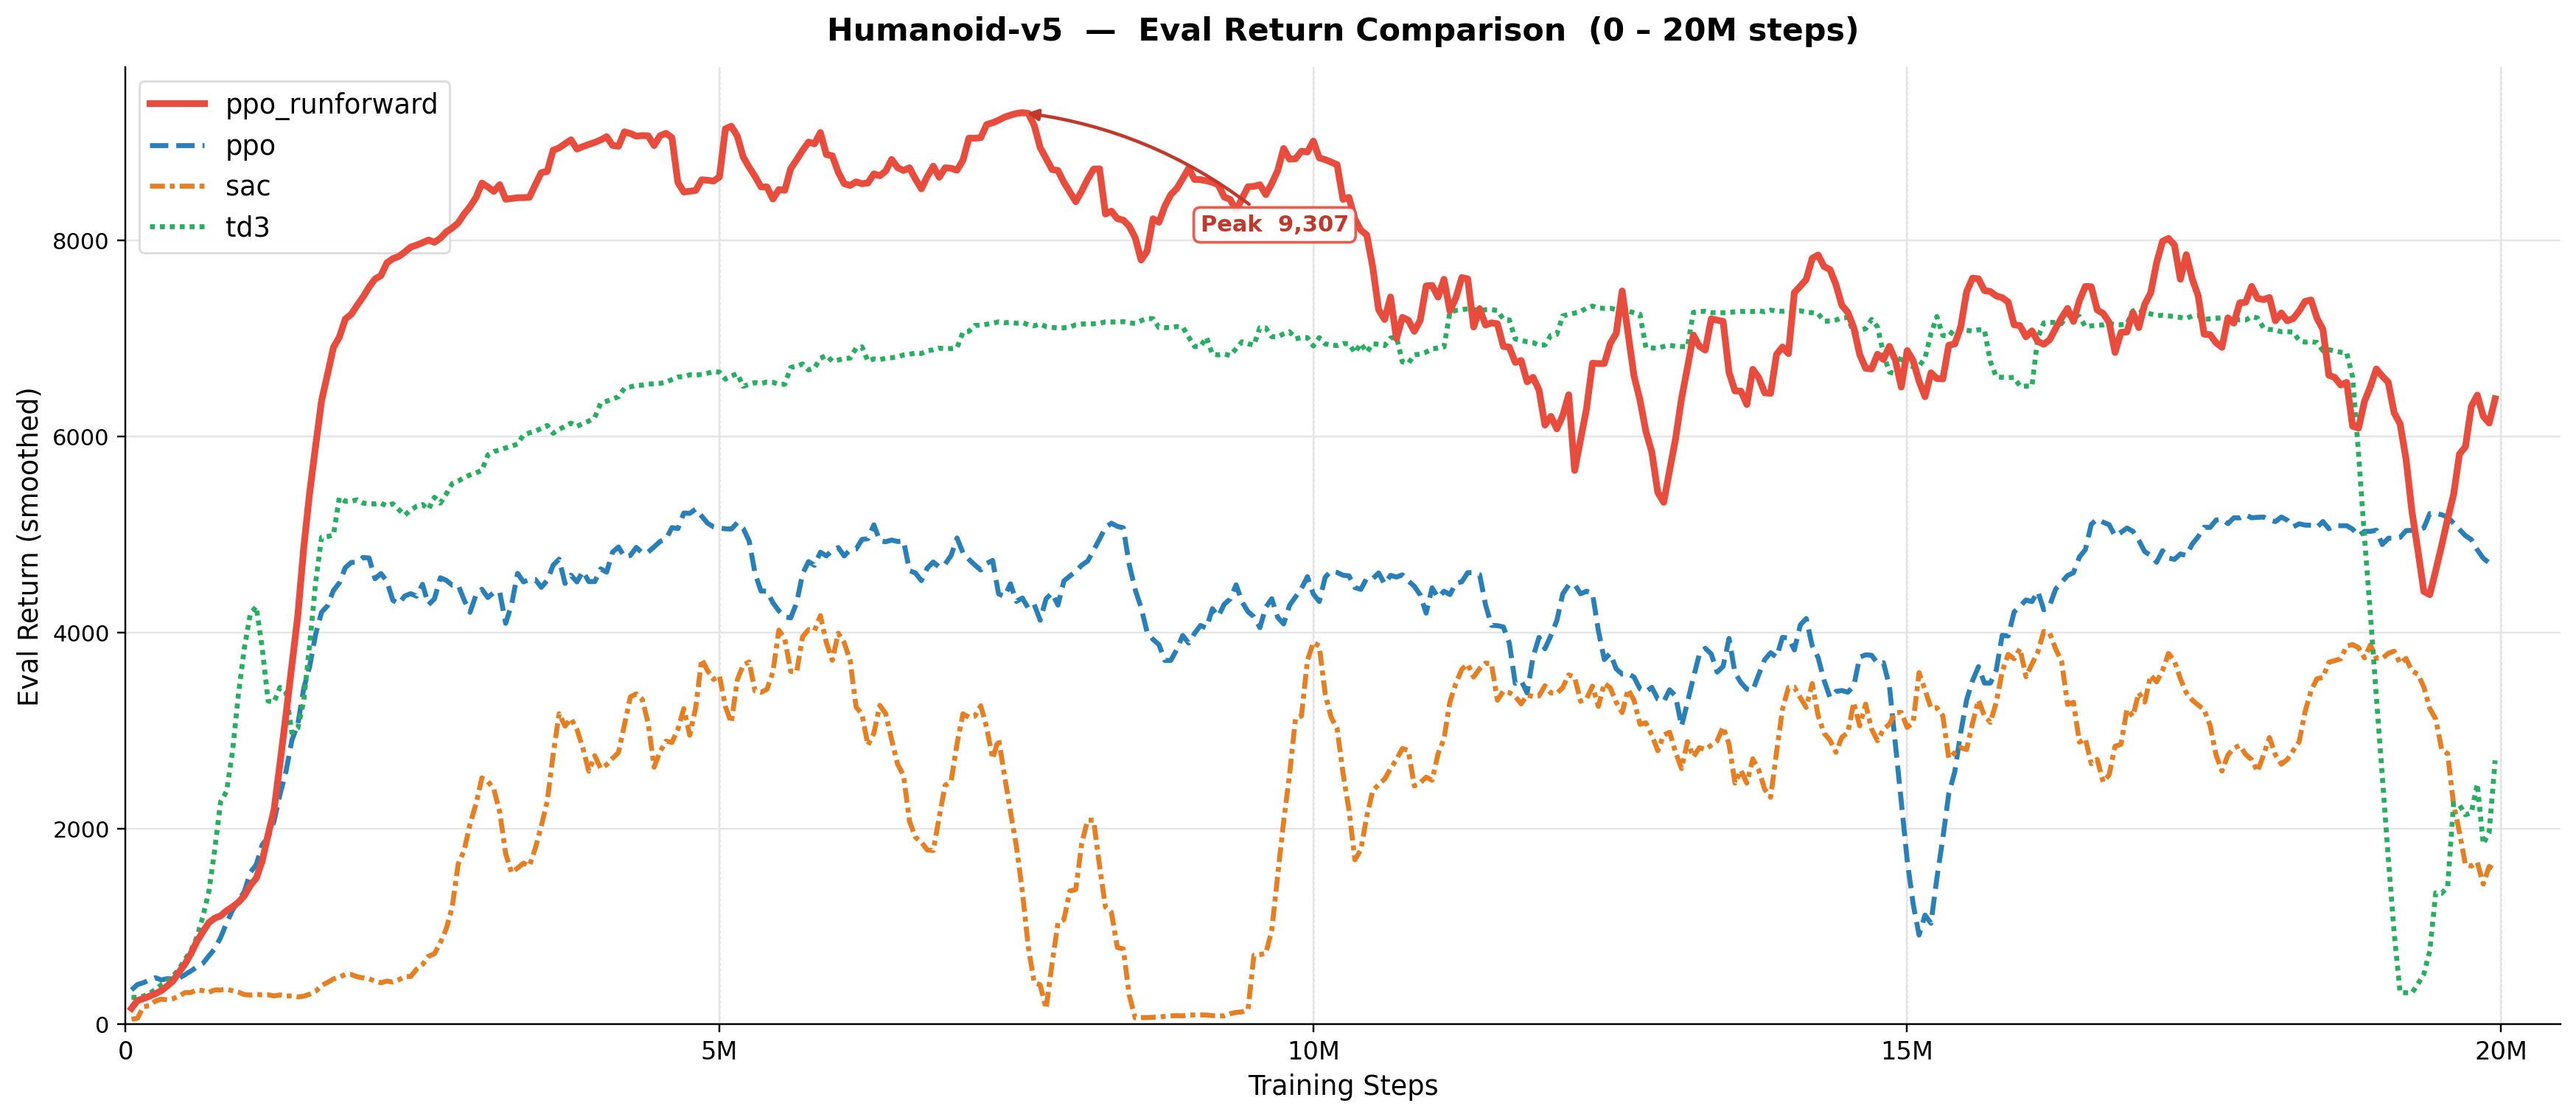 Humanoid-v5 — Eval Return Comparison (0 – 20M steps)
ppo_runforward
ppo
sac
td3
Peak 9,307
Eval Return (smoothed)
8000
6000
4000
2000
0
0 5M 10M 15M 20M
Training Steps